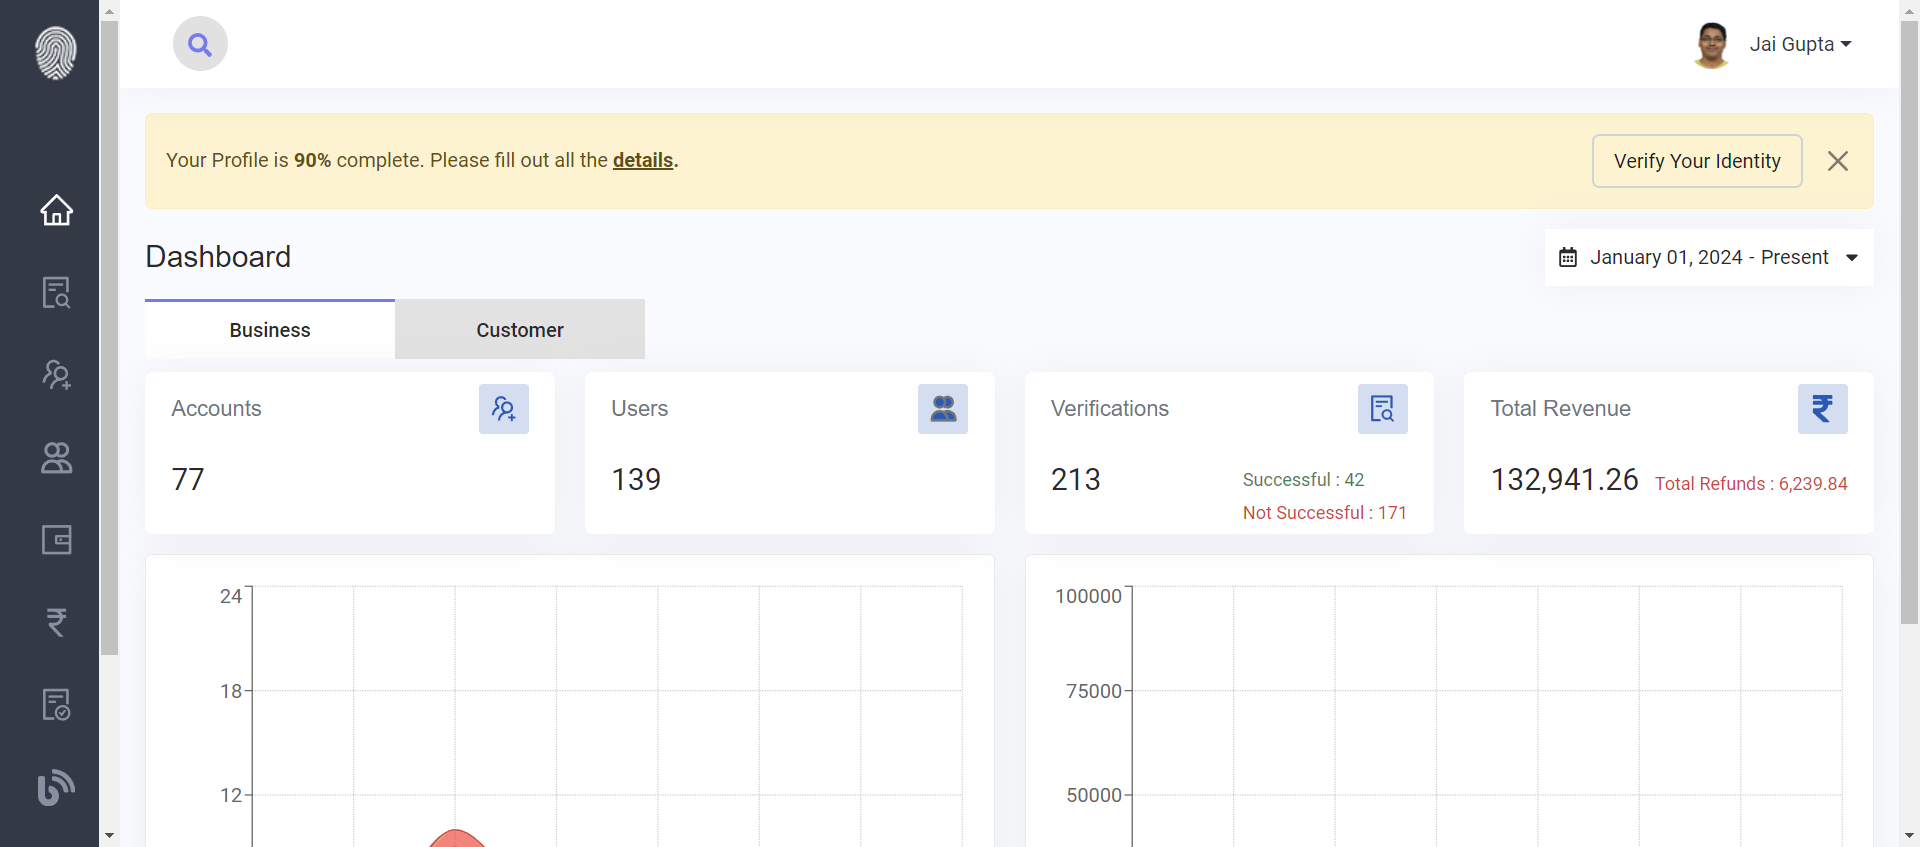 Jai Gupta
Your Profile is 90% complete. Please fill out all the details.
Verify Your Identity
Dashboard
January 01, 2024 - Present
Business
Customer
Accounts
77
Users
139
Verifications
213
Successful : 42
Not Successful : 171
Total Revenue
132,941.26
Total Refunds : 6,239.84
24
18
12
100000
75000
50000